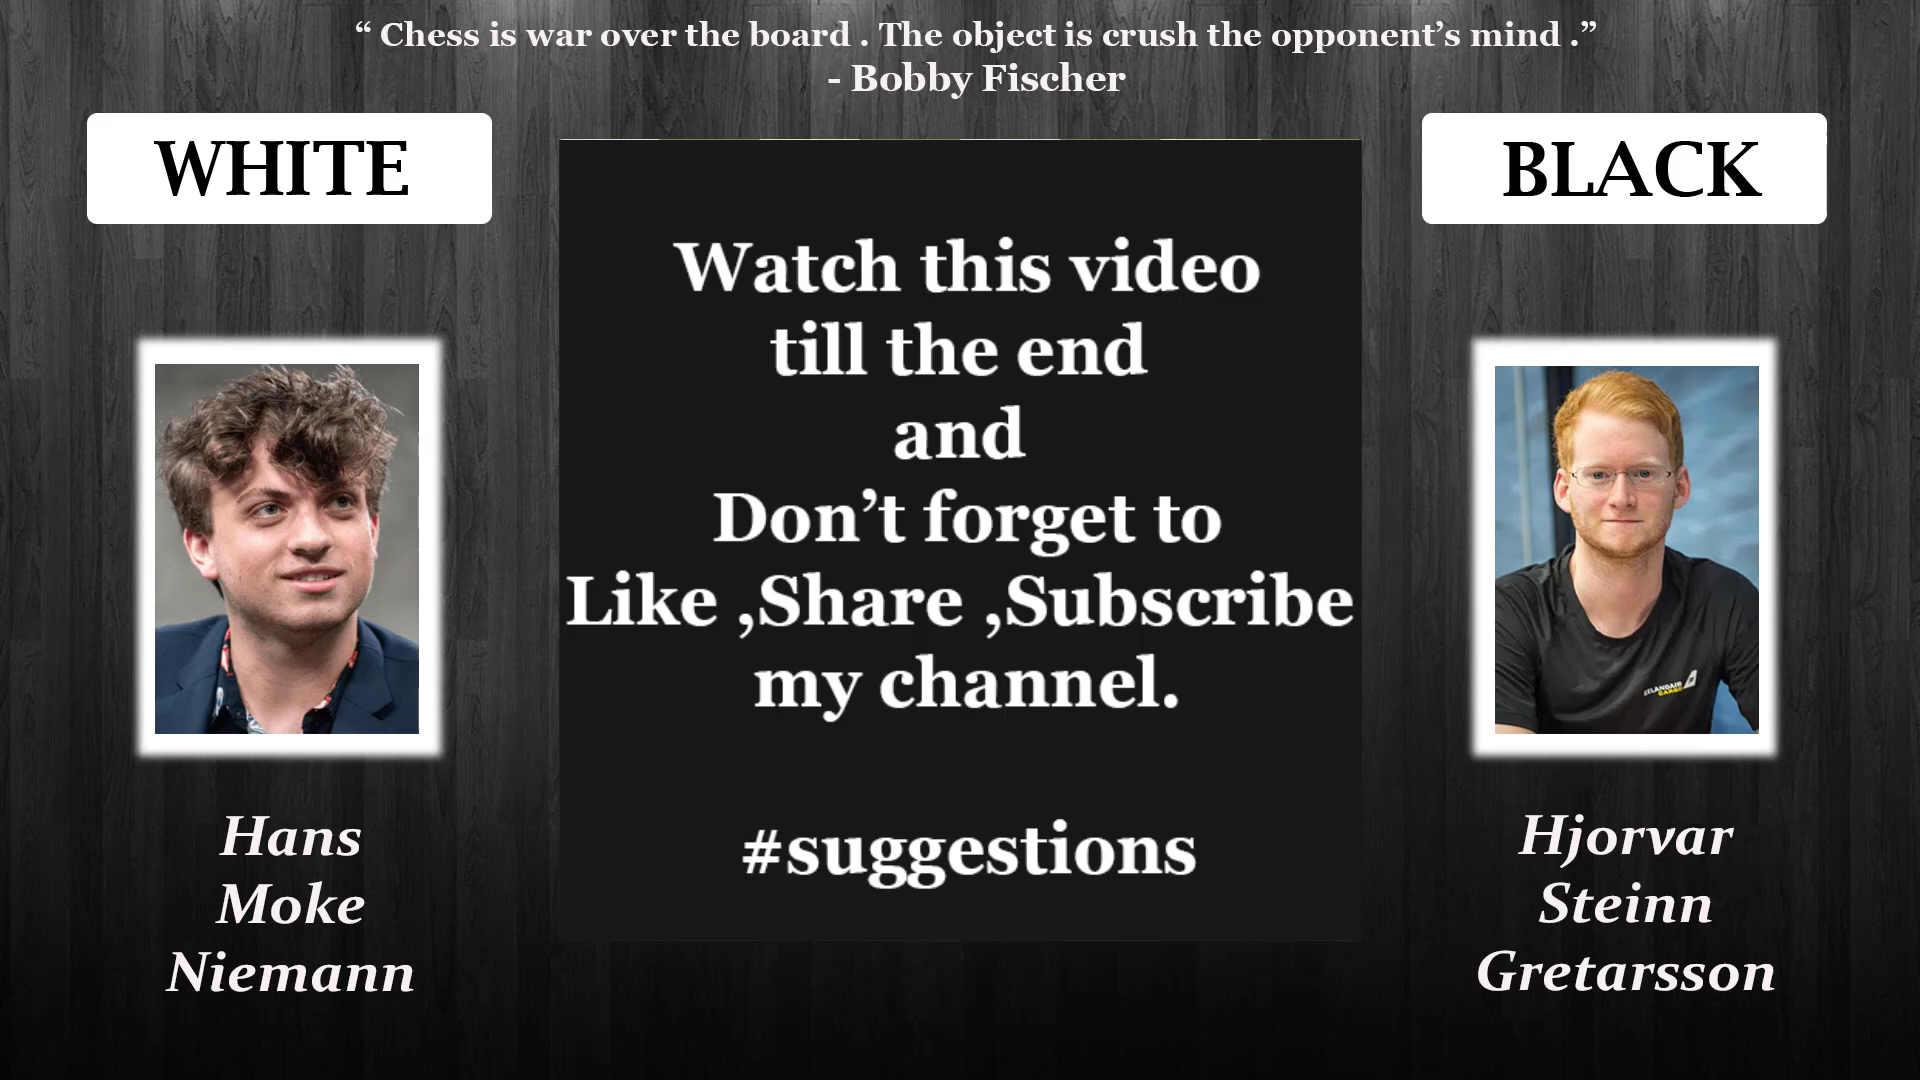 “ Chess is war over the board . The object is crush the opponent’s mind .”
- Bobby Fischer
WHITE
BLACK
Watch this video
till the end
and
Don’t forget to
Like ,Share ,Subscribe
my channel.
#suggestions
Hans
Moke
Niemann
Hjorvar
Steinn
Gretarsson
ICELANDAIR
CARGO